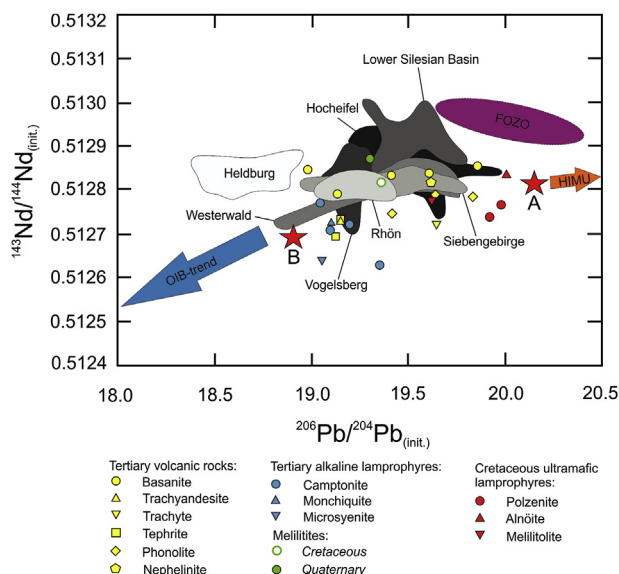 0.5132
0.5131
0.5130
0.5129
0.5128
0.5127
0.5126
0.5125
0.5124
143Nd/144Nd(init.)
Lower Silesian Basin
Hocheifel
FOZO
Heldburg
HIMU
A
Westerwald
Rhön
Siebengebirge
B
OIB-trend
Vogelsberg
18.0 18.5 19.0 19.5 20.0 20.5
206Pb/204Pb(init.)
Tertiary volcanic rocks:
Basanite
Trachyandesite
Trachyte
Tephrite
Phonolite
Nephelinite
Tertiary alkaline lamprophyres:
Camptonite
Monchiquite
Microsyenite
Melilitites:
Cretaceous
Quaternary
Cretaceous ultramafic
lamprophyres:
Polzenite
Alnöite
Melilitolite